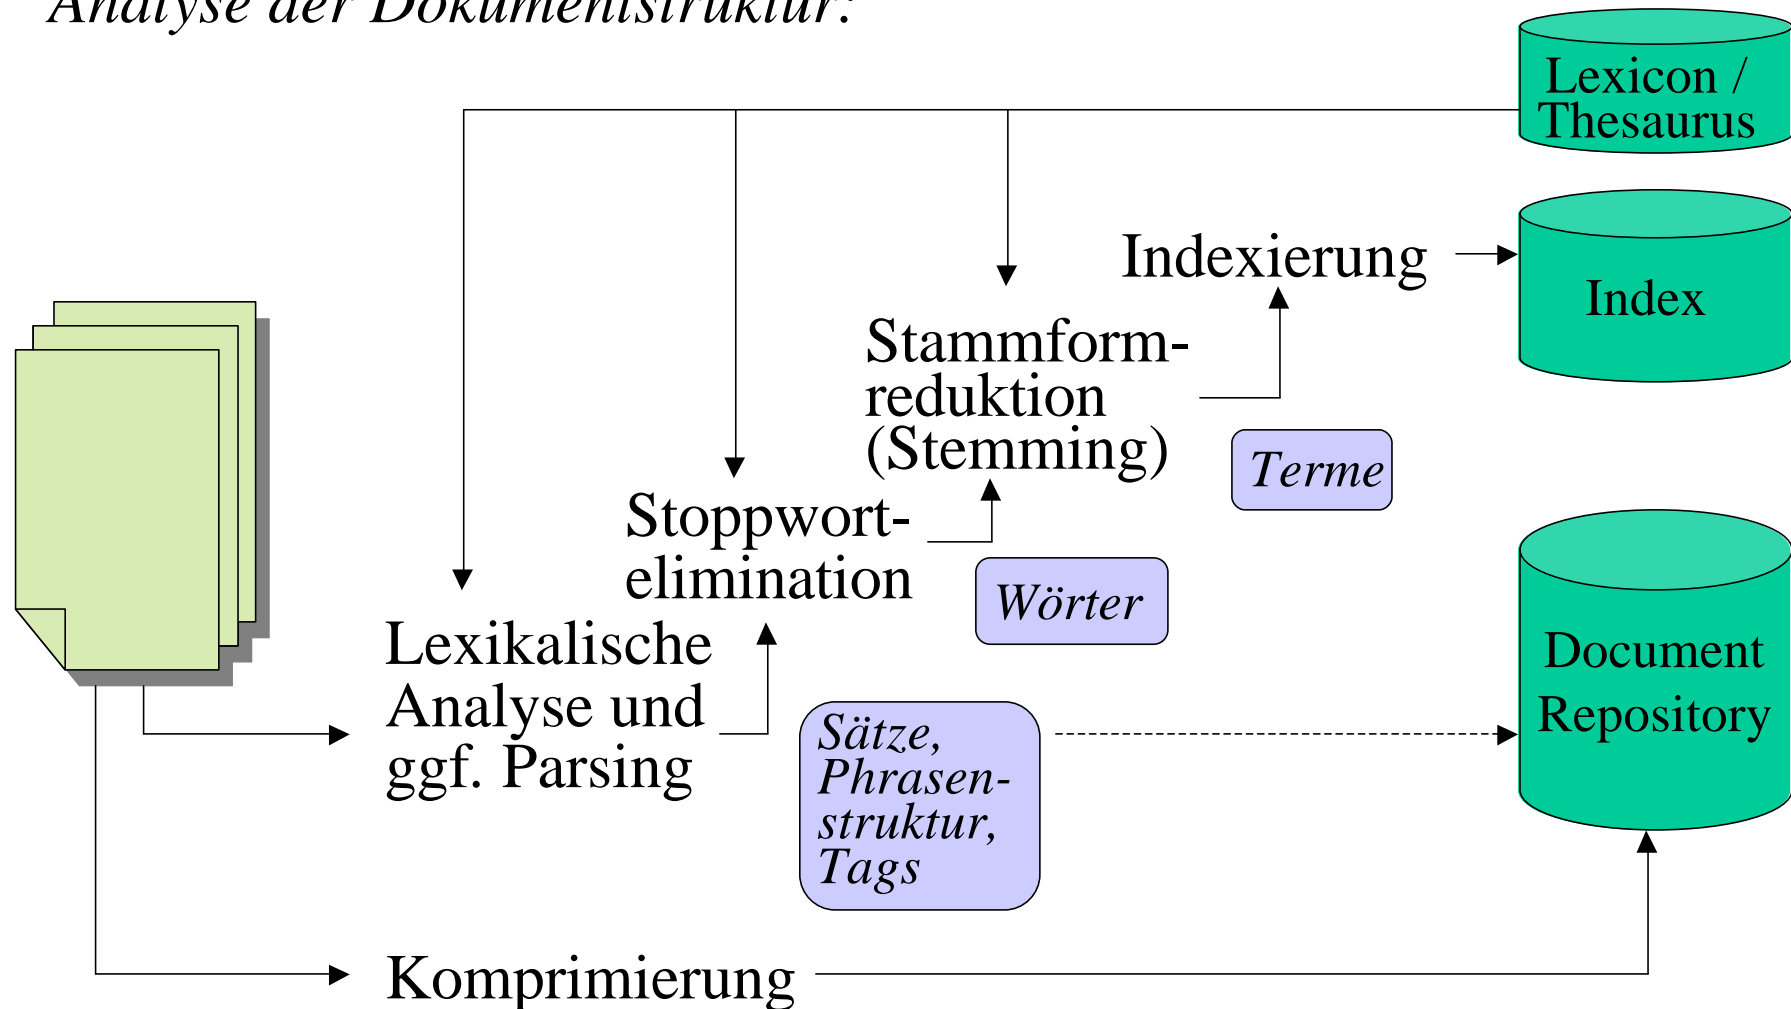 Analyse der Dokumentstruktur:
Lexicon /
Thesaurus
Indexierung
Index
Stammform-
reduktion
(Stemming)
Terme
Stoppwort-
elimination
Wörter
Lexikalische
Analyse und
ggf. Parsing
Sätze,
Phrasen-
struktur,
Tags
Document
Repository
Komprimierung